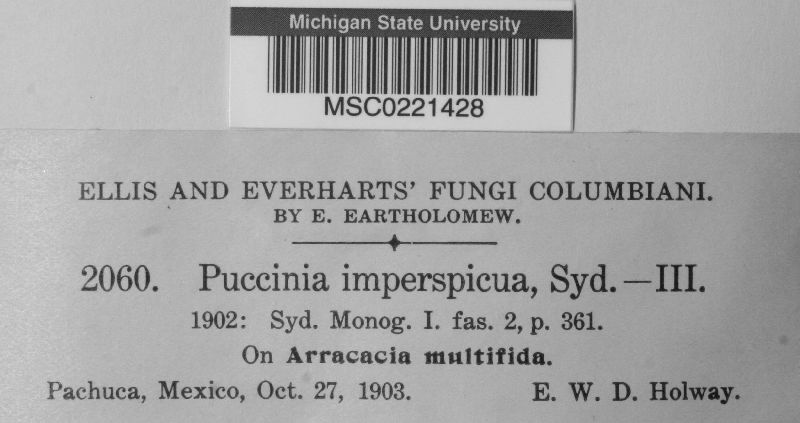 Michigan State University
MSC0221428
ELLIS AND EVERHARTS' FUNGI COLUMBIANI.
BY E. EARTHOLOMEW.
2060. Puccinia imperspicua, Syd.—III.
1902: Syd. Monog. I. fas. 2, p. 361.
On Arracacia multifida.
Pachuca, Mexico, Oct. 27, 1903. E. W. D. Holway.